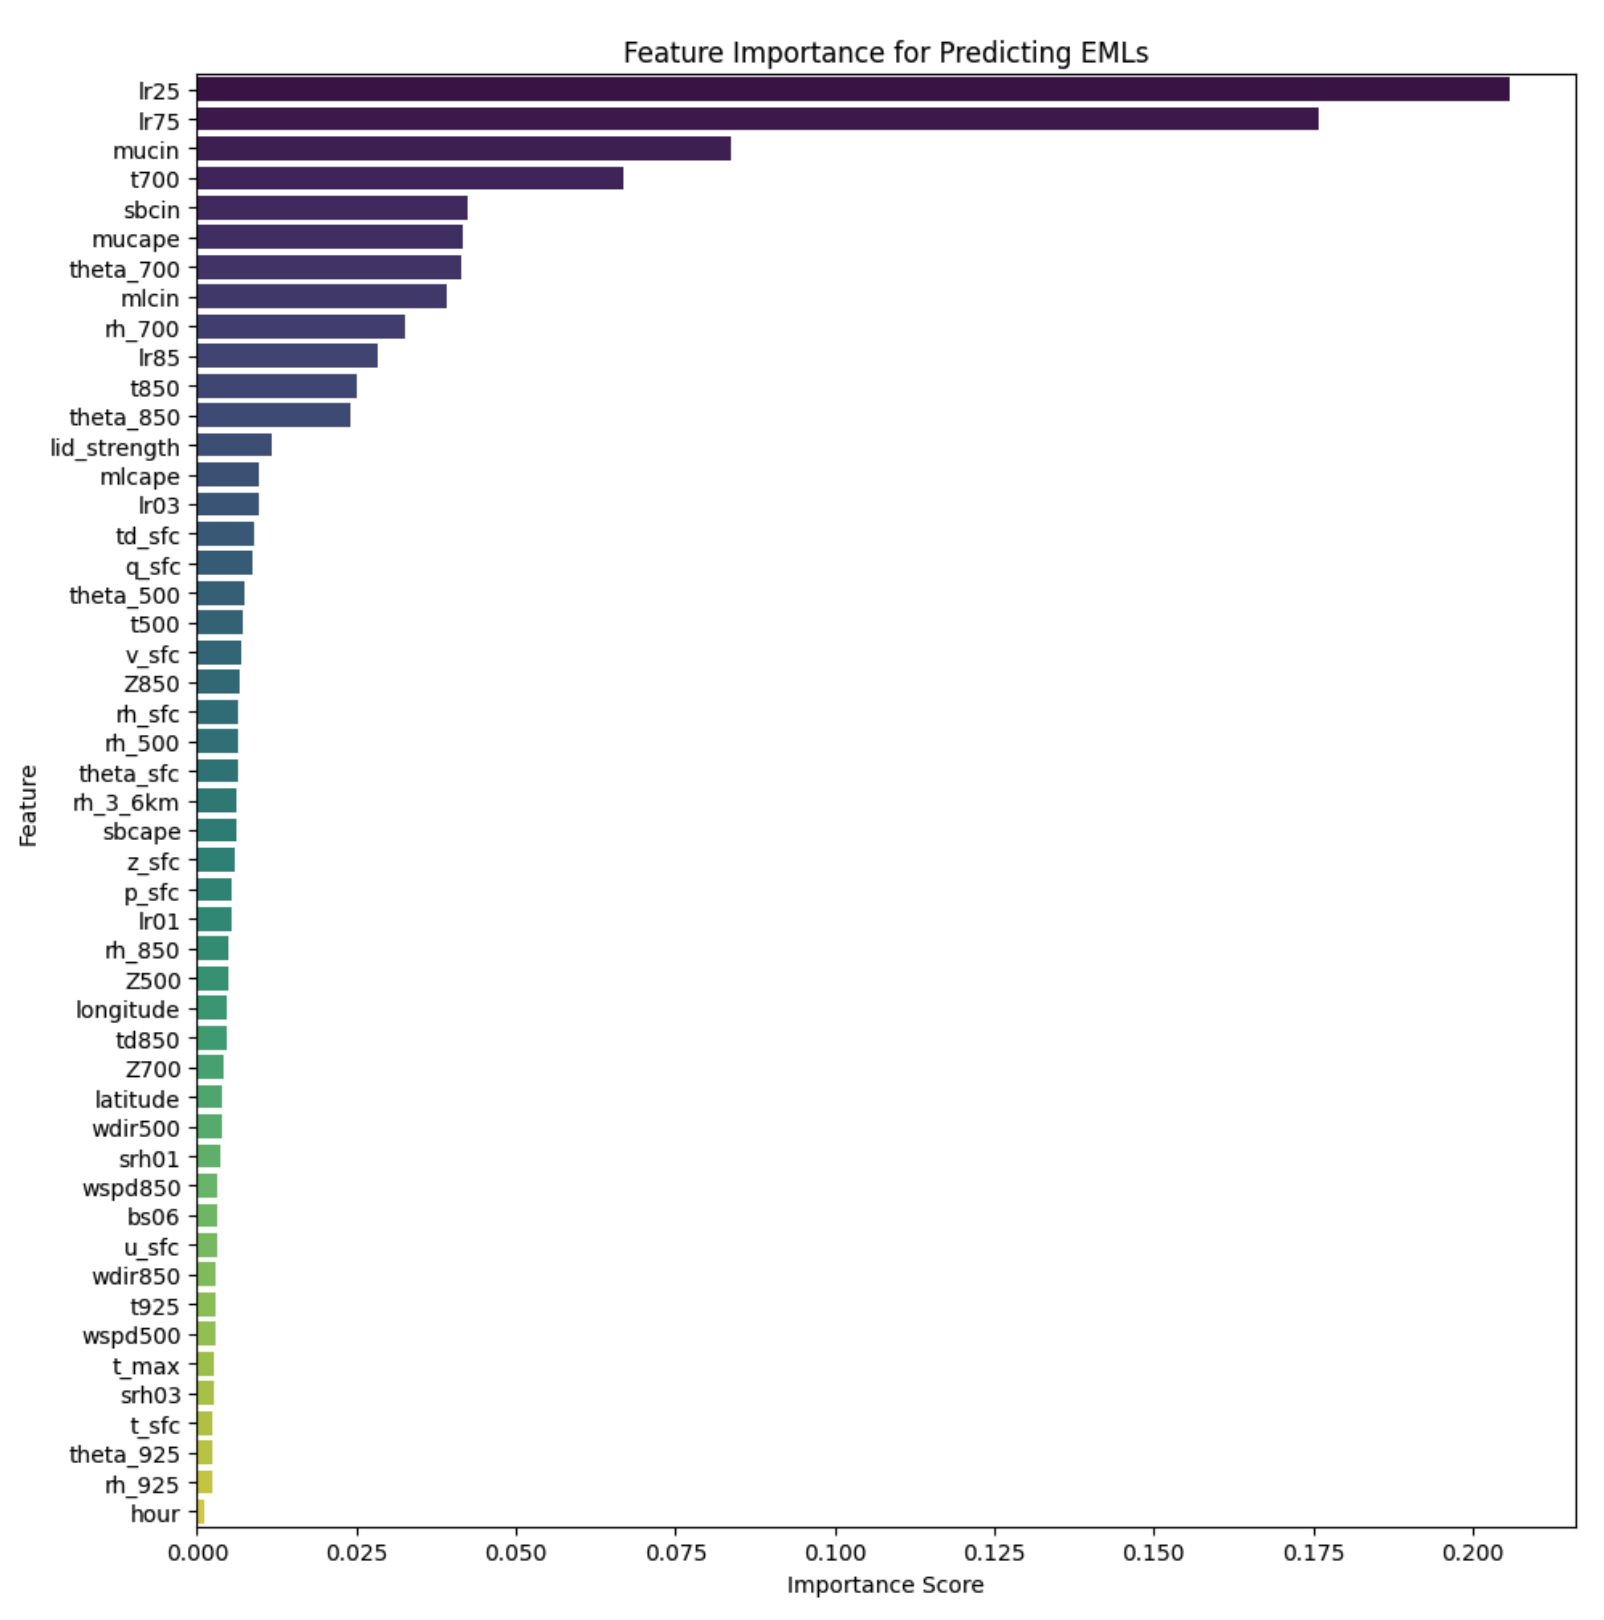 Feature Importance for Predicting EMLs
lr25
lr75
mucin
t700
sbcin
mucape
theta_700
mlcin
rh_700
lr85
t850
theta_850
lid_strength
mlcape
lr03
td_sfc
q_sfc
theta_500
t500
v_sfc
Z850
rh_sfc
rh_500
theta_sfc
rh_3_6km
sbcape
z_sfc
p_sfc
lr01
rh_850
Z500
longitude
td850
Z700
latitude
wdir500
srh01
wspd850
bs06
u_sfc
wdir850
t925
wspd500
t_max
srh03
t_sfc
theta_925
rh_925
hour
Feature
0.000 0.025 0.050 0.075 0.100 0.125 0.150 0.175 0.200
Importance Score